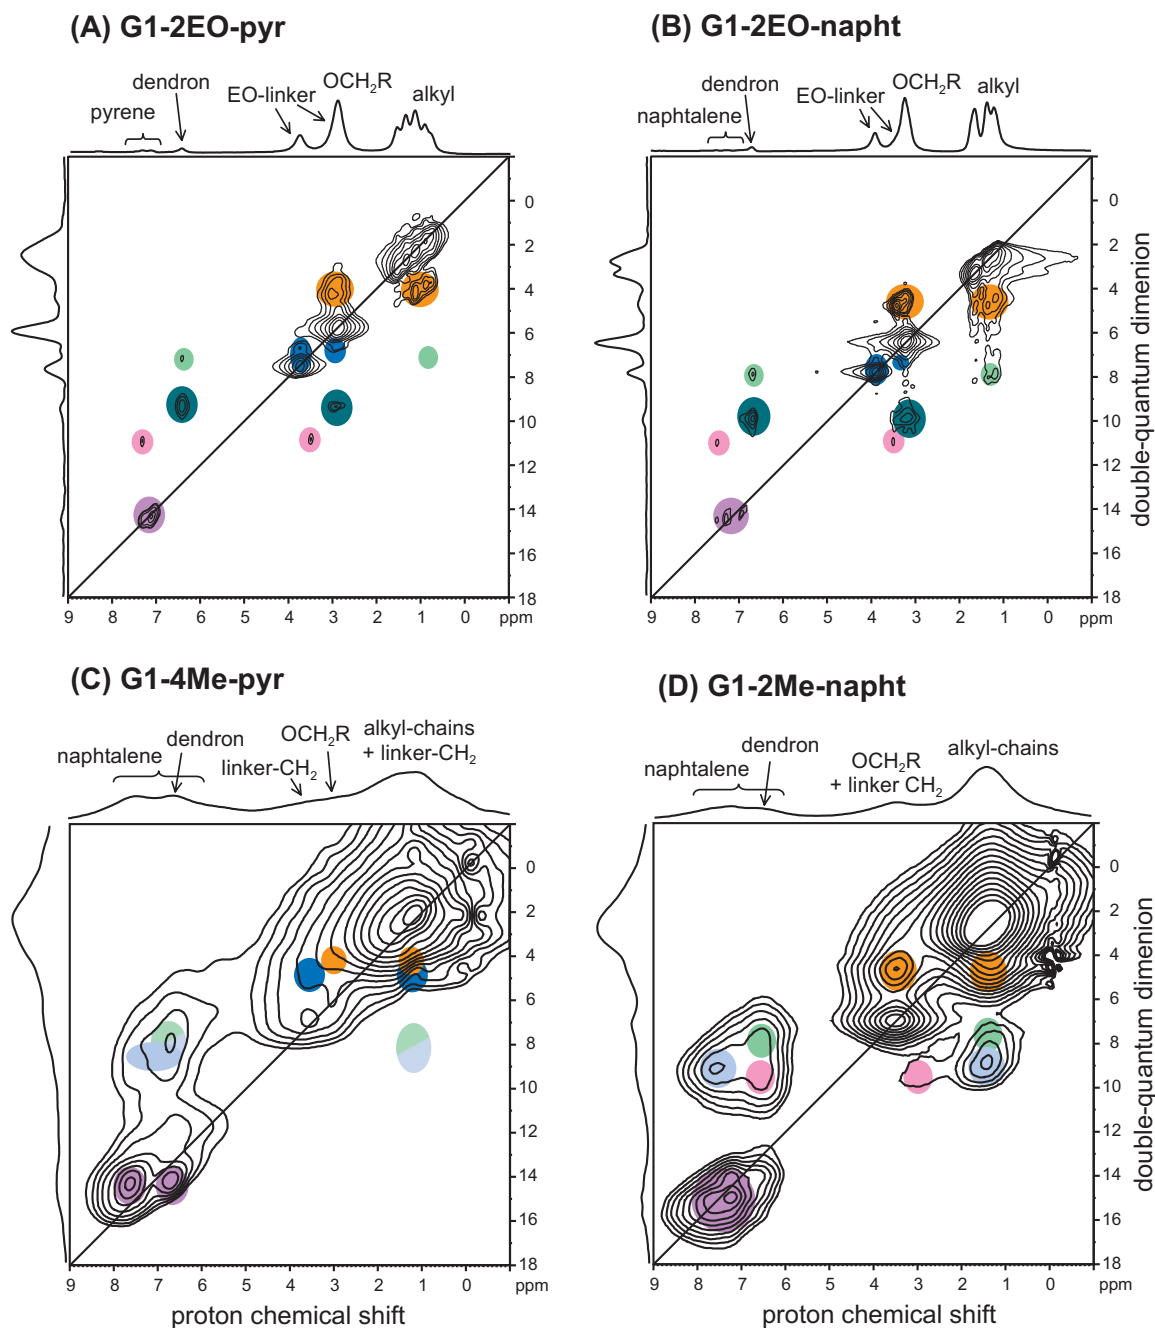 (A) G1-2EO-pyr
dendron
pyrene
EO-linker
OCH₂R
alkyl
0
2
4
6
8
10
12
14
16
18
9 8 7 6 5 4 3 2 1 0 ppm
(B) G1-2EO-napht
dendron
naphtalene
EO-linker
OCH₂R
alkyl
0
2
4
6
8
10
12
14
16
18
double-quantum dimenion
9 8 7 6 5 4 3 2 1 0 ppm
(C) G1-4Me-pyr
naphtalene
dendron
linker-CH₂
OCH₂R
alkyl-chains
+ linker-CH₂
0
2
4
6
8
10
12
14
16
18
9 8 7 6 5 4 3 2 1 0 ppm
proton chemical shift
(D) G1-2Me-napht
dendron
naphtalene
OCH₂R
+ linker CH₂
alkyl-chains
0
2
4
6
8
10
12
14
16
18
double-quantum dimenion
9 8 7 6 5 4 3 2 1 0 ppm
proton chemical shift